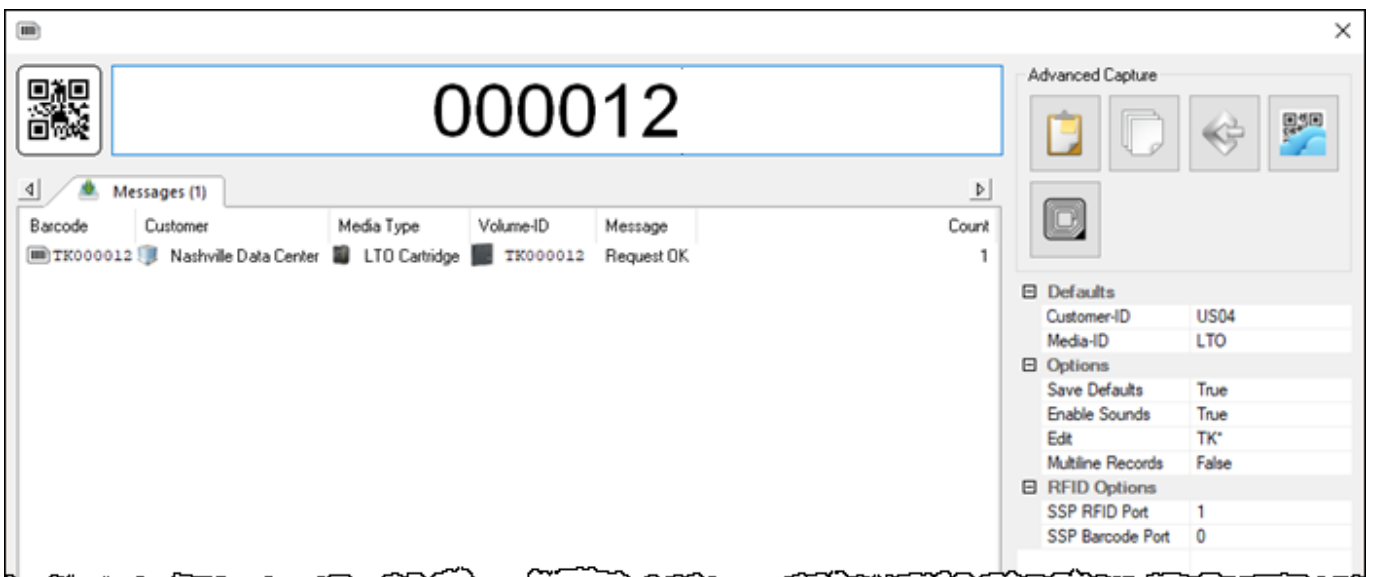 000012
Messages (1)
Barcode Customer Media Type Volume-ID Message Count
TK000012 Nashville Data Center LTO Cartridge TK000012 Request OK 1
Advanced Capture
Defaults
Customer-ID US04
Media-ID LTO
Options
Save Defaults True
Enable Sounds True
Edit TK*
Multiline Records False
RFID Options
SSP RFID Port 1
SSP Barcode Port 0